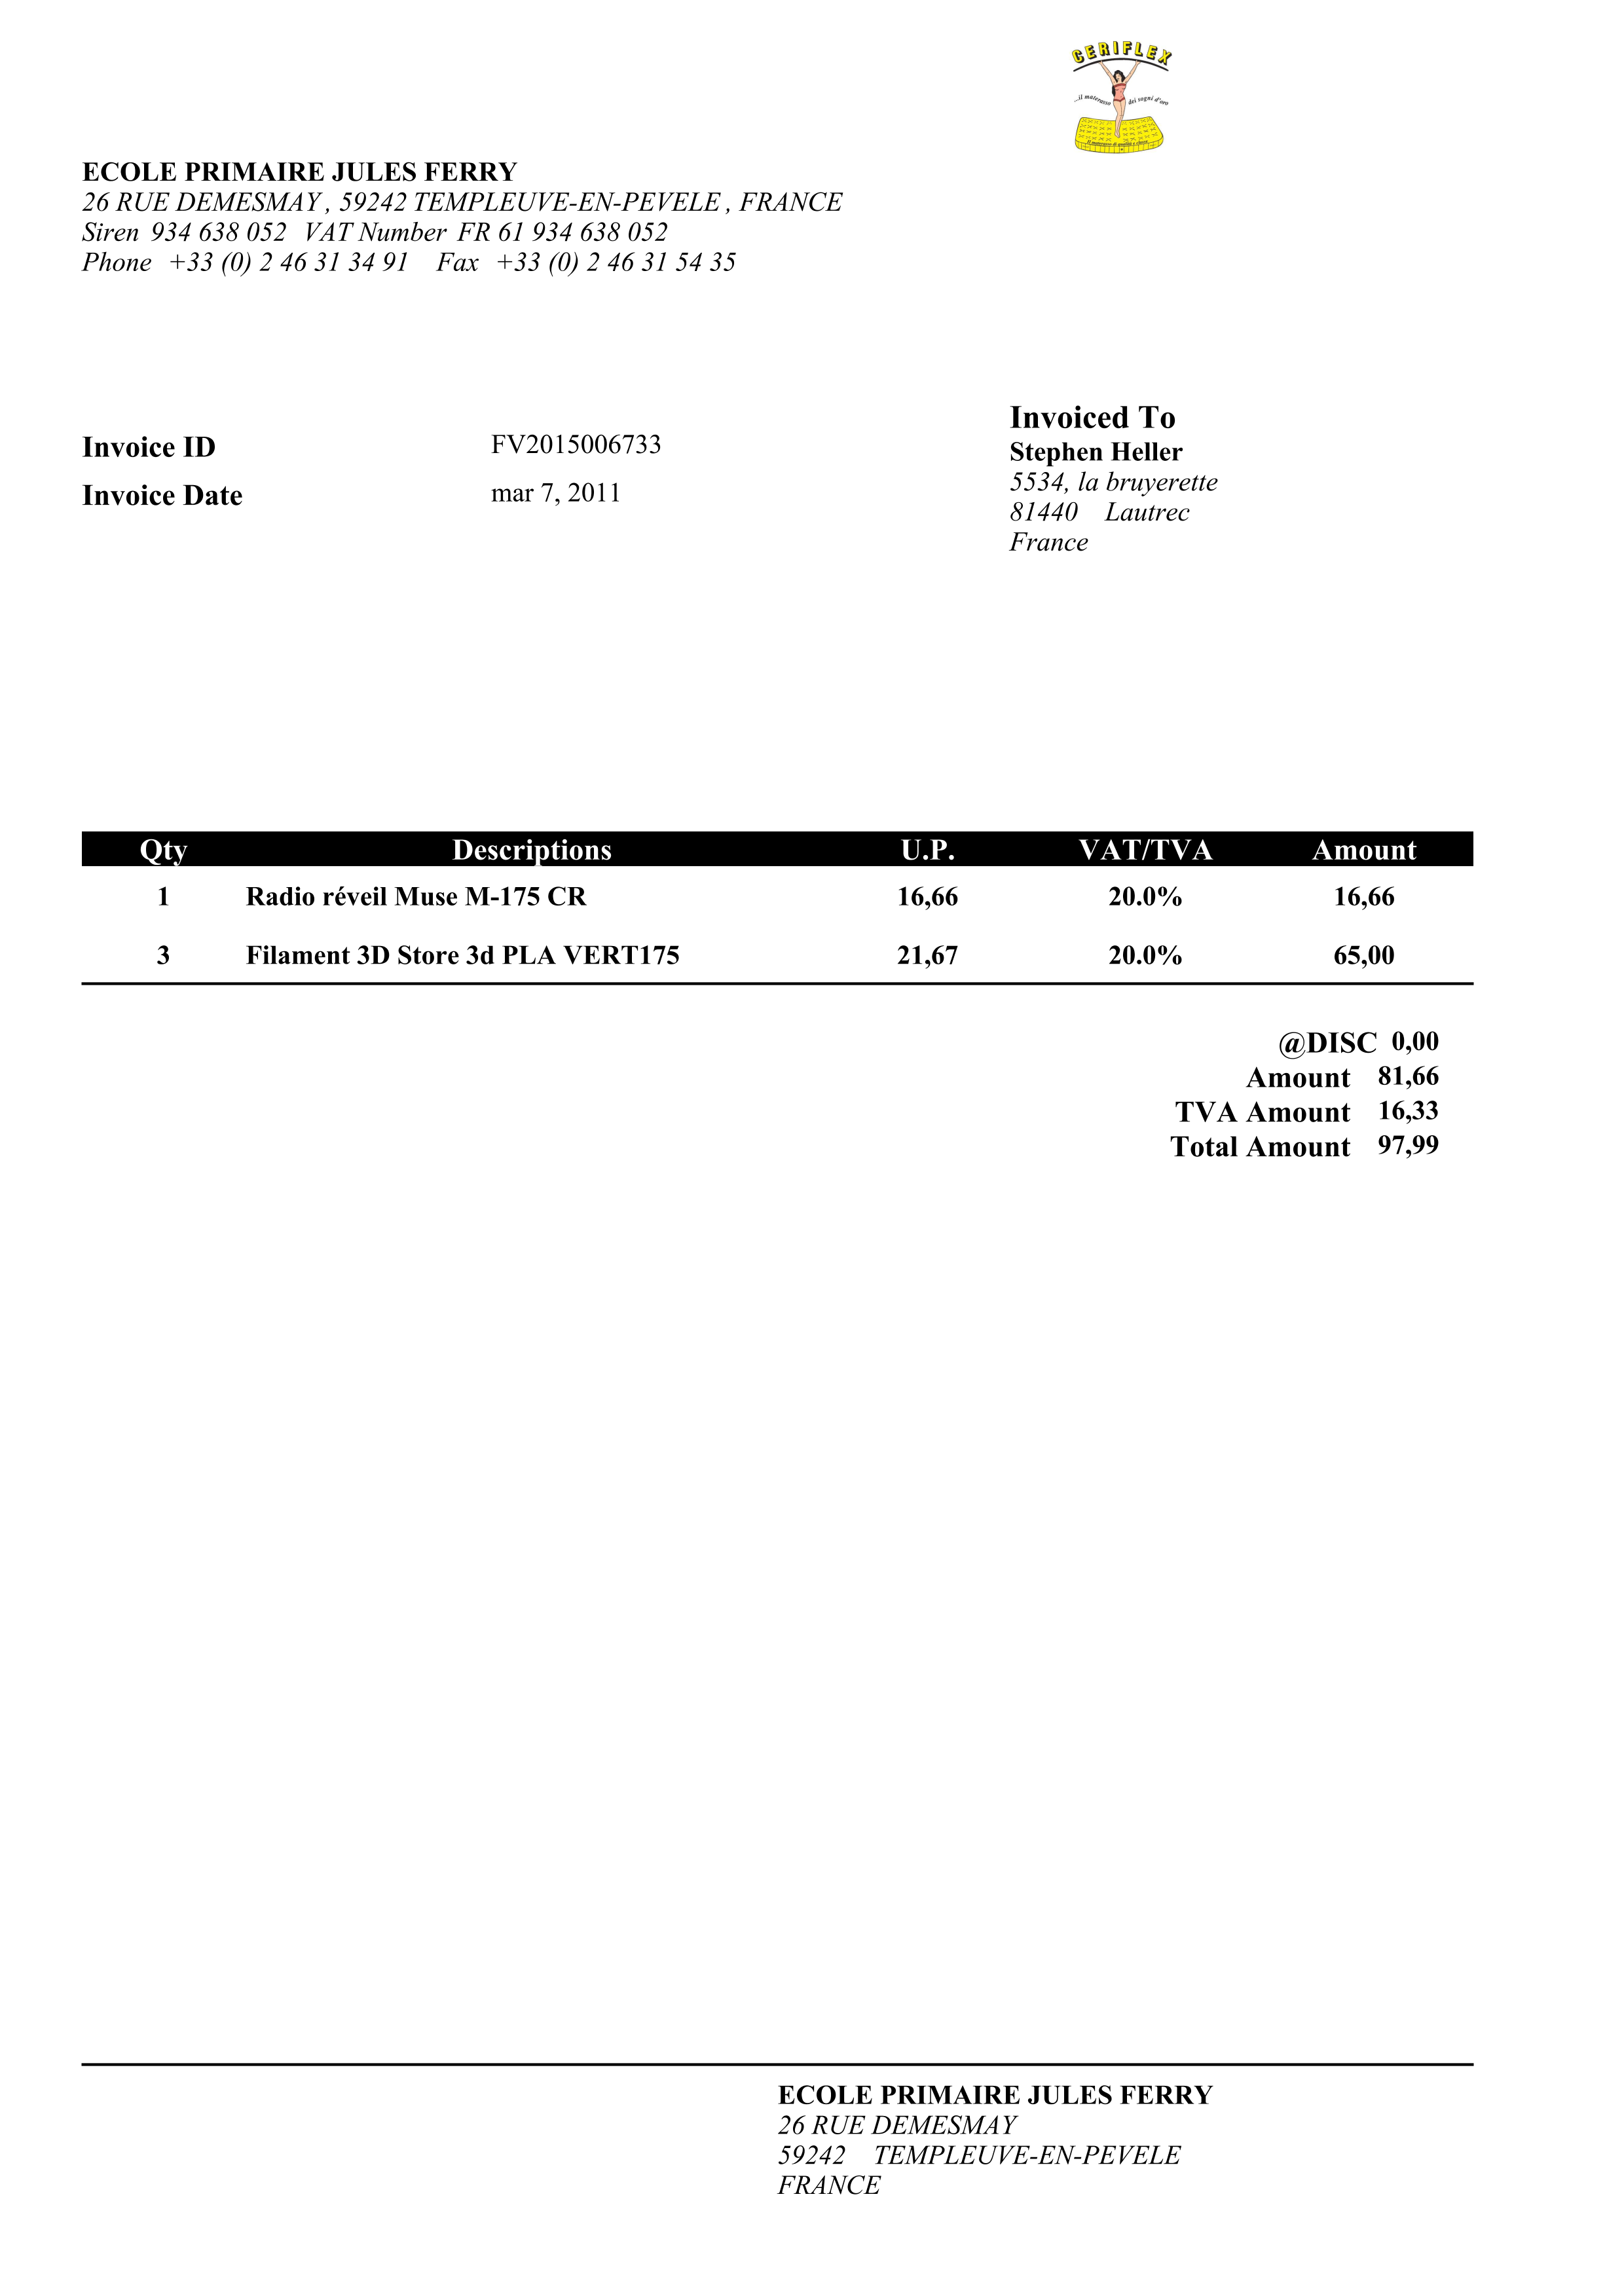 CERIFLEX
...il materasso dei sogni d'oro
ECOLE PRIMAIRE JULES FERRY
26 RUE DEMESMAY , 59242 TEMPLEUVE-EN-PEVELE , FRANCE
Siren 934 638 052 VAT Number FR 61 934 638 052
Phone +33 (0) 2 46 31 34 91 Fax +33 (0) 2 46 31 54 35
Invoice ID FV2015006733
Invoice Date mar 7, 2011
Invoiced To
Stephen Heller
5534, la bruyerette
81440 Lautrec
France
Qty Descriptions U.P. VAT/TVA Amount
1 Radio réveil Muse M-175 CR 16,66 20.0% 16,66
3 Filament 3D Store 3d PLA VERT175 21,67 20.0% 65,00
@DISC 0,00
Amount 81,66
TVA Amount 16,33
Total Amount 97,99
ECOLE PRIMAIRE JULES FERRY
26 RUE DEMESMAY
59242 TEMPLEUVE-EN-PEVELE
FRANCE